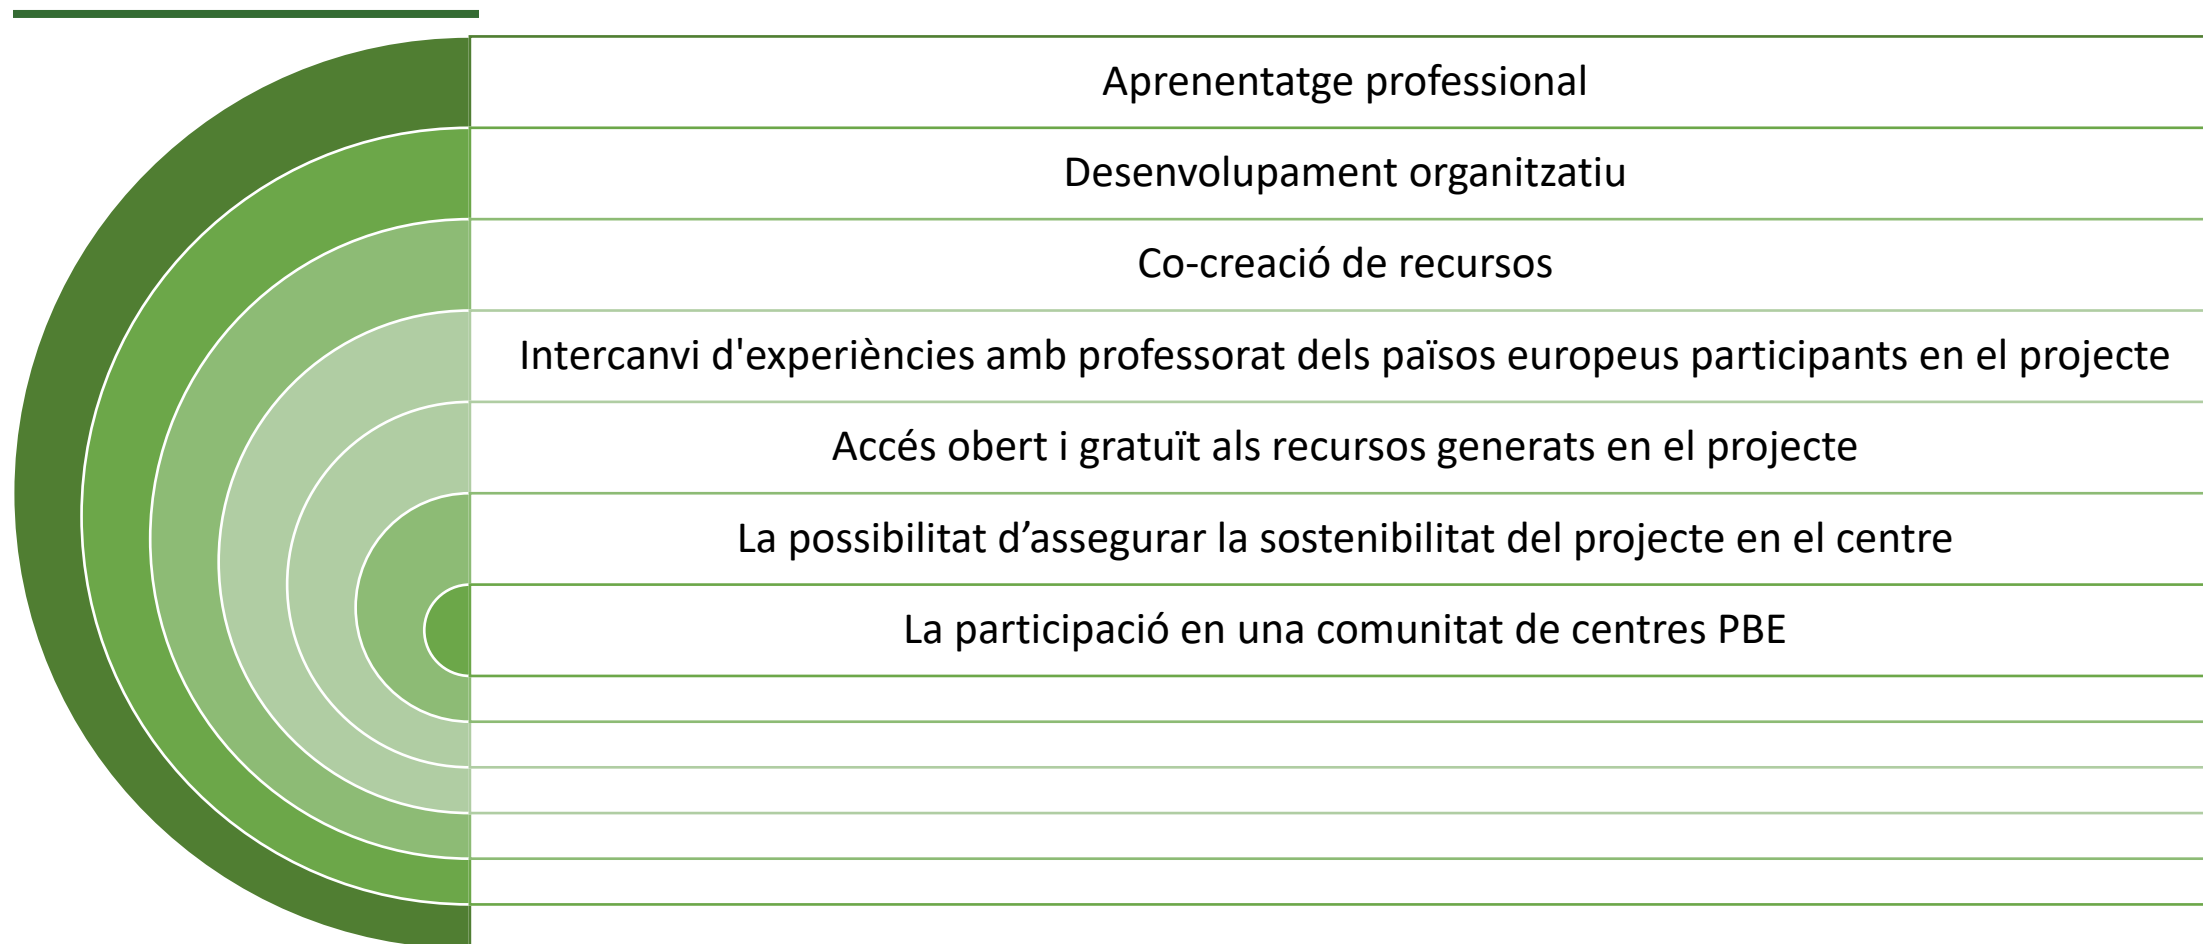 Aprenentatge professional
Desenvolupament organitzatiu
Co-creació de recursos
Intercanvi d'experiències amb professorat dels països europeus participants en el projecte
Accés obert i gratuït als recursos generats en el projecte
La possibilitat d’assegurar la sostenibilitat del projecte en el centre
La participació en una comunitat de centres PBE